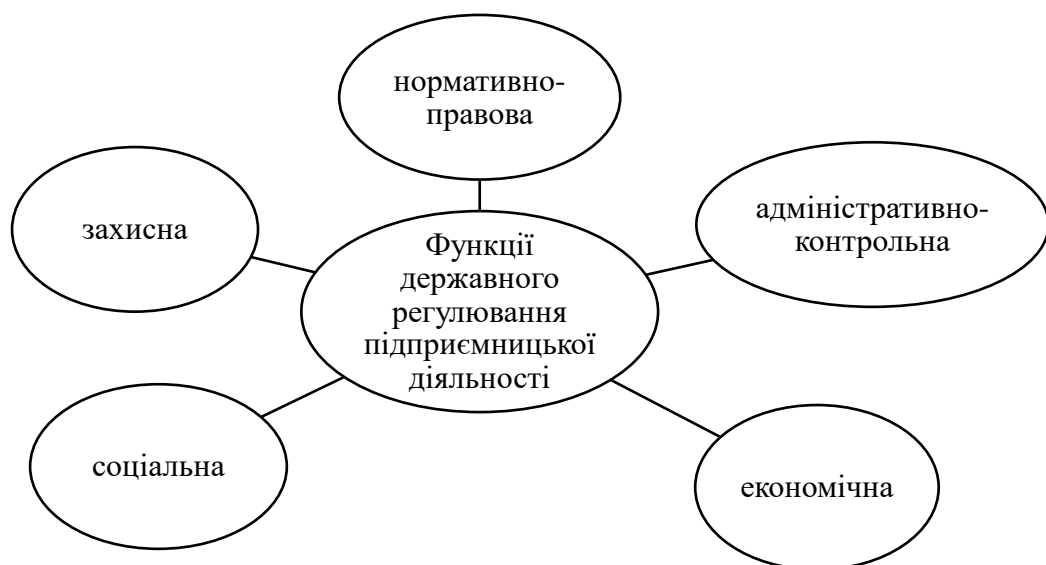 нормативно-
правова
захисна
адміністративно-
контрольна
Функції
державного
регулювання
підприємницької
діяльності
соціальна
економічна